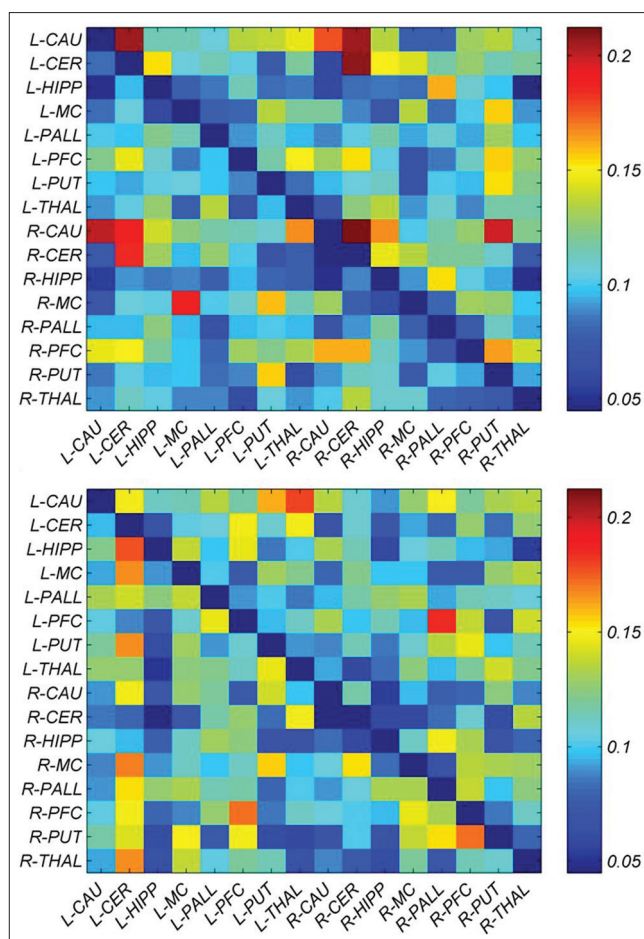 L-CAU
L-CER
L-HIPP
L-MC
L-PALL
L-PFC
L-PUT
L-THAL
R-CAU
R-CER
R-HIPP
R-MC
R-PALL
R-PFC
R-PUT
R-THAL
L-CAU L-CER L-HIPP L-MC L-PALL L-PFC L-PUT L-THAL R-CAU R-CER R-HIPP R-MC R-PALL R-PFC R-PUT R-THAL
0.2
0.15
0.1
0.05
L-CAU
L-CER
L-HIPP
L-MC
L-PALL
L-PFC
L-PUT
L-THAL
R-CAU
R-CER
R-HIPP
R-MC
R-PALL
R-PFC
R-PUT
R-THAL
L-CAU L-CER L-HIPP L-MC L-PALL L-PFC L-PUT L-THAL R-CAU R-CER R-HIPP R-MC R-PALL R-PFC R-PUT R-THAL
0.2
0.15
0.1
0.05